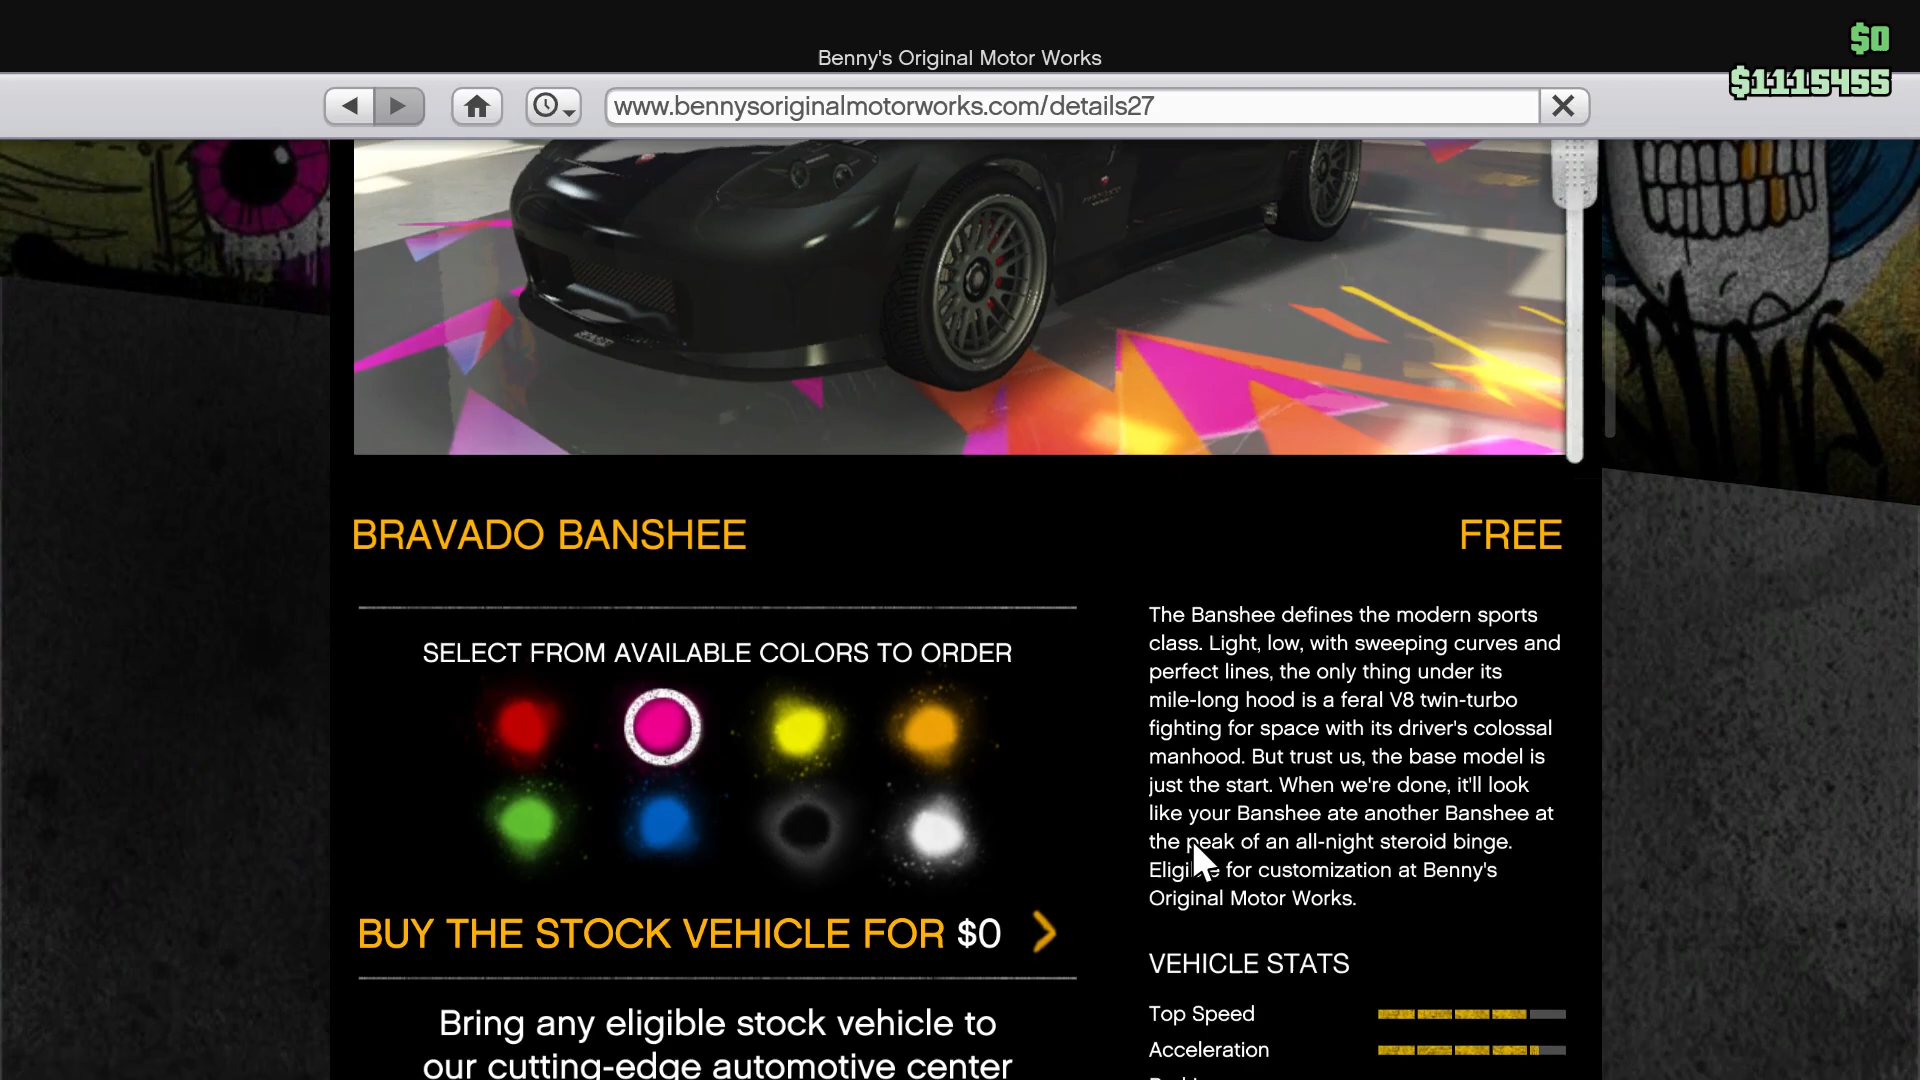 $0
Benny's Original Motor Works
$1115455
www.bennysoriginalmotorworks.com/details27
BRAVADO BANSHEE
FREE
SELECT FROM AVAILABLE COLORS TO ORDER
BUY THE STOCK VEHICLE FOR $0
Bring any eligible stock vehicle to
our cutting-edge automotive center
The Banshee defines the modern sports
class. Light, low, with sweeping curves and
perfect lines, the only thing under its
mile-long hood is a feral V8 twin-turbo
fighting for space with its driver's colossal
manhood. But trust us, the base model is
just the start. When we're done, it'll look
like your Banshee ate another Banshee at
the peak of an all-night steroid binge.
Eligible for customization at Benny's
Original Motor Works.
VEHICLE STATS
Top Speed
Acceleration